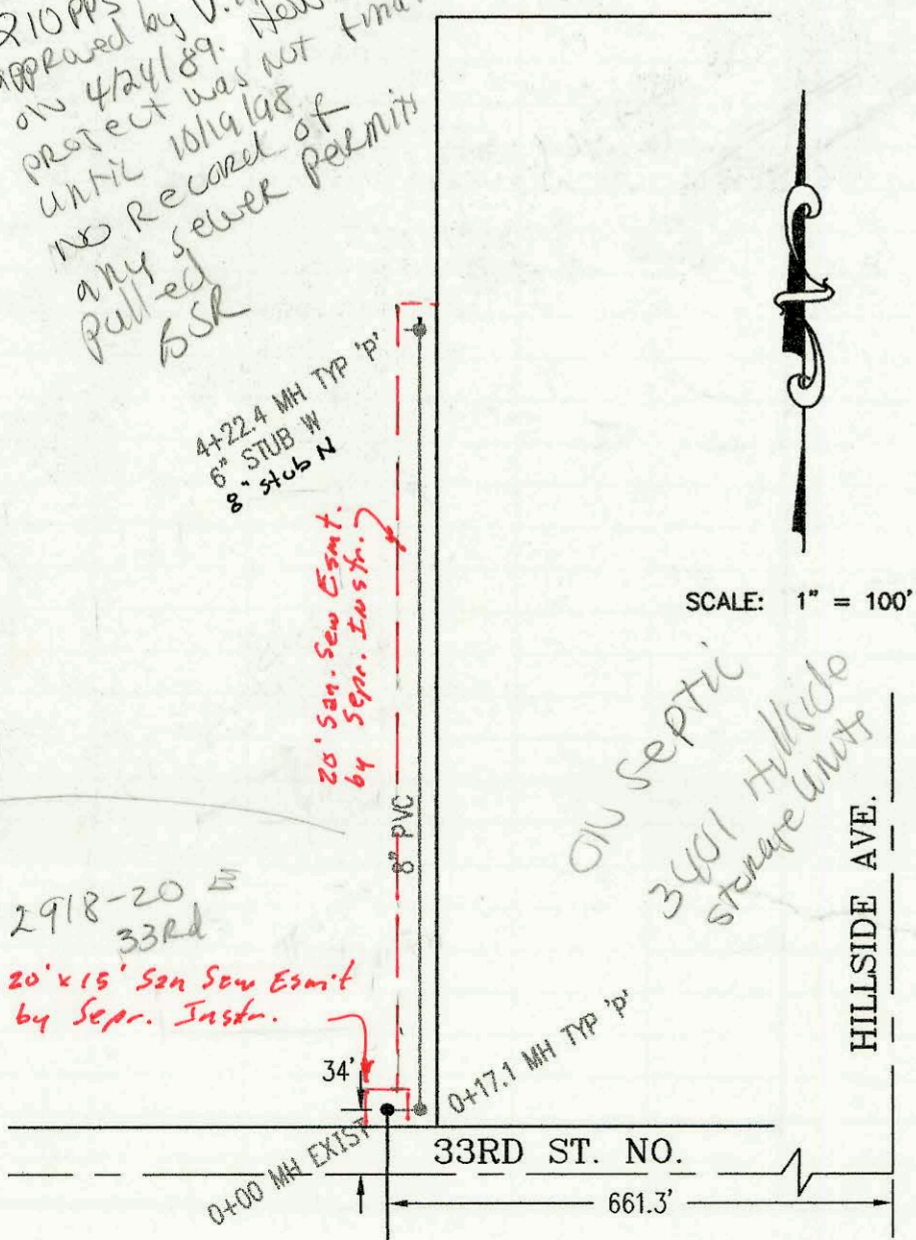 210 PPS
approved by
on 4/24/89.
project was not
until 10/19/98
NO Record of
any sewer permits
pulled
BSR
4+22.4 MH TYP 'P'
6" STUB W
8" stub N
20' San. Sew Esmt.
by Sepr. Instr.
SCALE: 1" = 100'
8" PVC
ON SEPTIC
3401 Hillside
storage units
HILLSIDE AVE.
2918-20 E
33Rd
20' x 15' San Sew Esmt
by Sepr. Instr.
34'
0+17.1 MH TYP 'P'
0+00 MH EXIST
33RD ST. NO.
661.3'